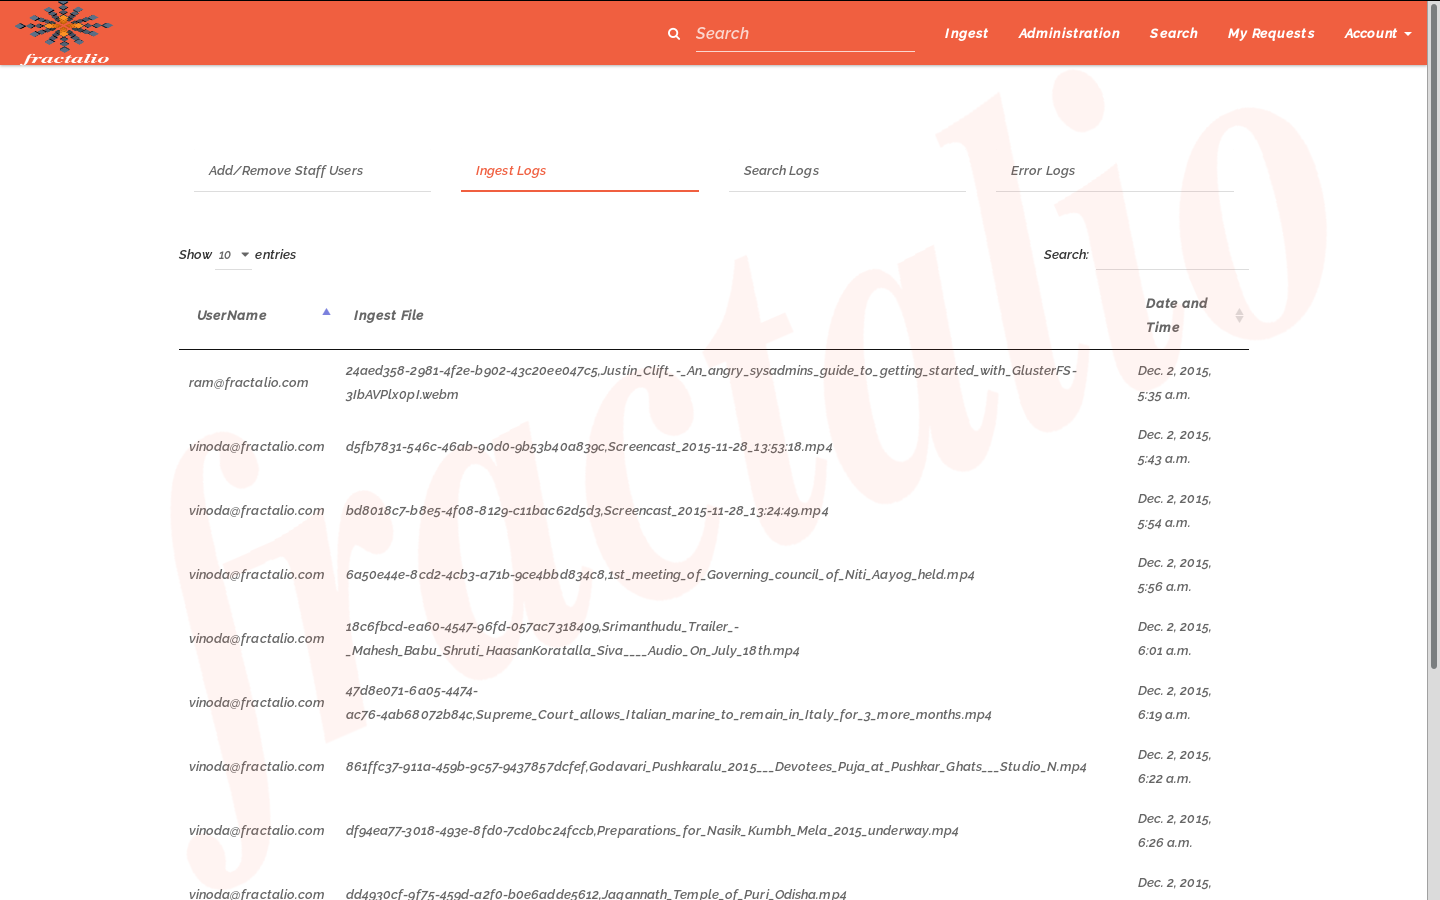 fractalio
Search
Ingest
Administration
Search
My Requests
Account
Add/Remove Staff Users
Ingest Logs
Search Logs
Error Logs
Show 10 entries
Search:
UserName
Ingest File
Date and
Time
ram@fractalio.com
24aed358-2981-4f2e-b902-43c20ee047c5,Justin_Clift_-_An_angry_sysadmins_guide_to_getting_started_with_GlusterFS-
3IbAVPlx0pI.webm
Dec. 2, 2015,
5:35 a.m.
vinoda@fractalio.com
d5fb7831-546c-46ab-90d0-9b53b40a839c,Screencast_2015-11-28_13:53:18.mp4
Dec. 2, 2015,
5:43 a.m.
vinoda@fractalio.com
bd8018c7-b8e5-4f08-8129-c11bac62d5d3,Screencast_2015-11-28_13:24:49.mp4
Dec. 2, 2015,
5:54 a.m.
vinoda@fractalio.com
6a50e44e-8cd2-4cb3-a71b-9ce4bbd834c8,1st_meeting_of_Governing_council_of_Niti_Aayog_held.mp4
Dec. 2, 2015,
5:56 a.m.
vinoda@fractalio.com
18c6fbcd-ea60-4547-96fd-057ac7318409,Srimanthudu_Trailer_-
_Mahesh_Babu_Shruti_HaasanKoratalla_Siva____Audio_On_July_18th.mp4
Dec. 2, 2015,
6:01 a.m.
vinoda@fractalio.com
47d8e071-6a05-4474-
ac76-4ab68072b84c,Supreme_Court_allows_Italian_marine_to_remain_in_Italy_for_3_more_months.mp4
Dec. 2, 2015,
6:19 a.m.
vinoda@fractalio.com
861ffc37-911a-459b-9c57-9437857dcfef,Godavari_Pushkaralu_2015___Devotees_Puja_at_Pushkar_Ghats___Studio_N.mp4
Dec. 2, 2015,
6:22 a.m.
vinoda@fractalio.com
df94ea77-3018-493e-8fd0-7cd0bc24fccb,Preparations_for_Nasik_Kumbh_Mela_2015_underway.mp4
Dec. 2, 2015,
6:26 a.m.
vinoda@fractalio.com
dd4930cf-9f75-459d-a2f0-b0e6adde5612,Jagannath_Temple_of_Puri_Odisha.mp4
Dec. 2, 2015,
fractalio